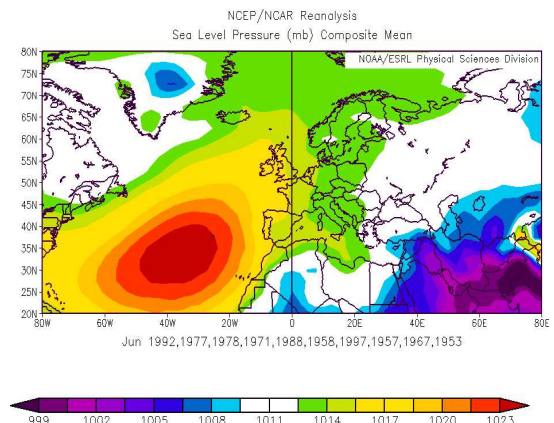 NCEP/NCAR Reanalysis
Sea Level Pressure (mb) Composite Mean
NOAA/ESRL Physical Sciences Division
80N
75N
70N
65N
60N
55N
50N
45N
40N
35N
30N
25N
20N
80W 60W 40W 20W 0 20E 40E 60E 80E
Jun 1992,1977,1978,1971,1988,1958,1997,1957,1967,1953
999 1002 1005 1008 1011 1014 1017 1020 1023